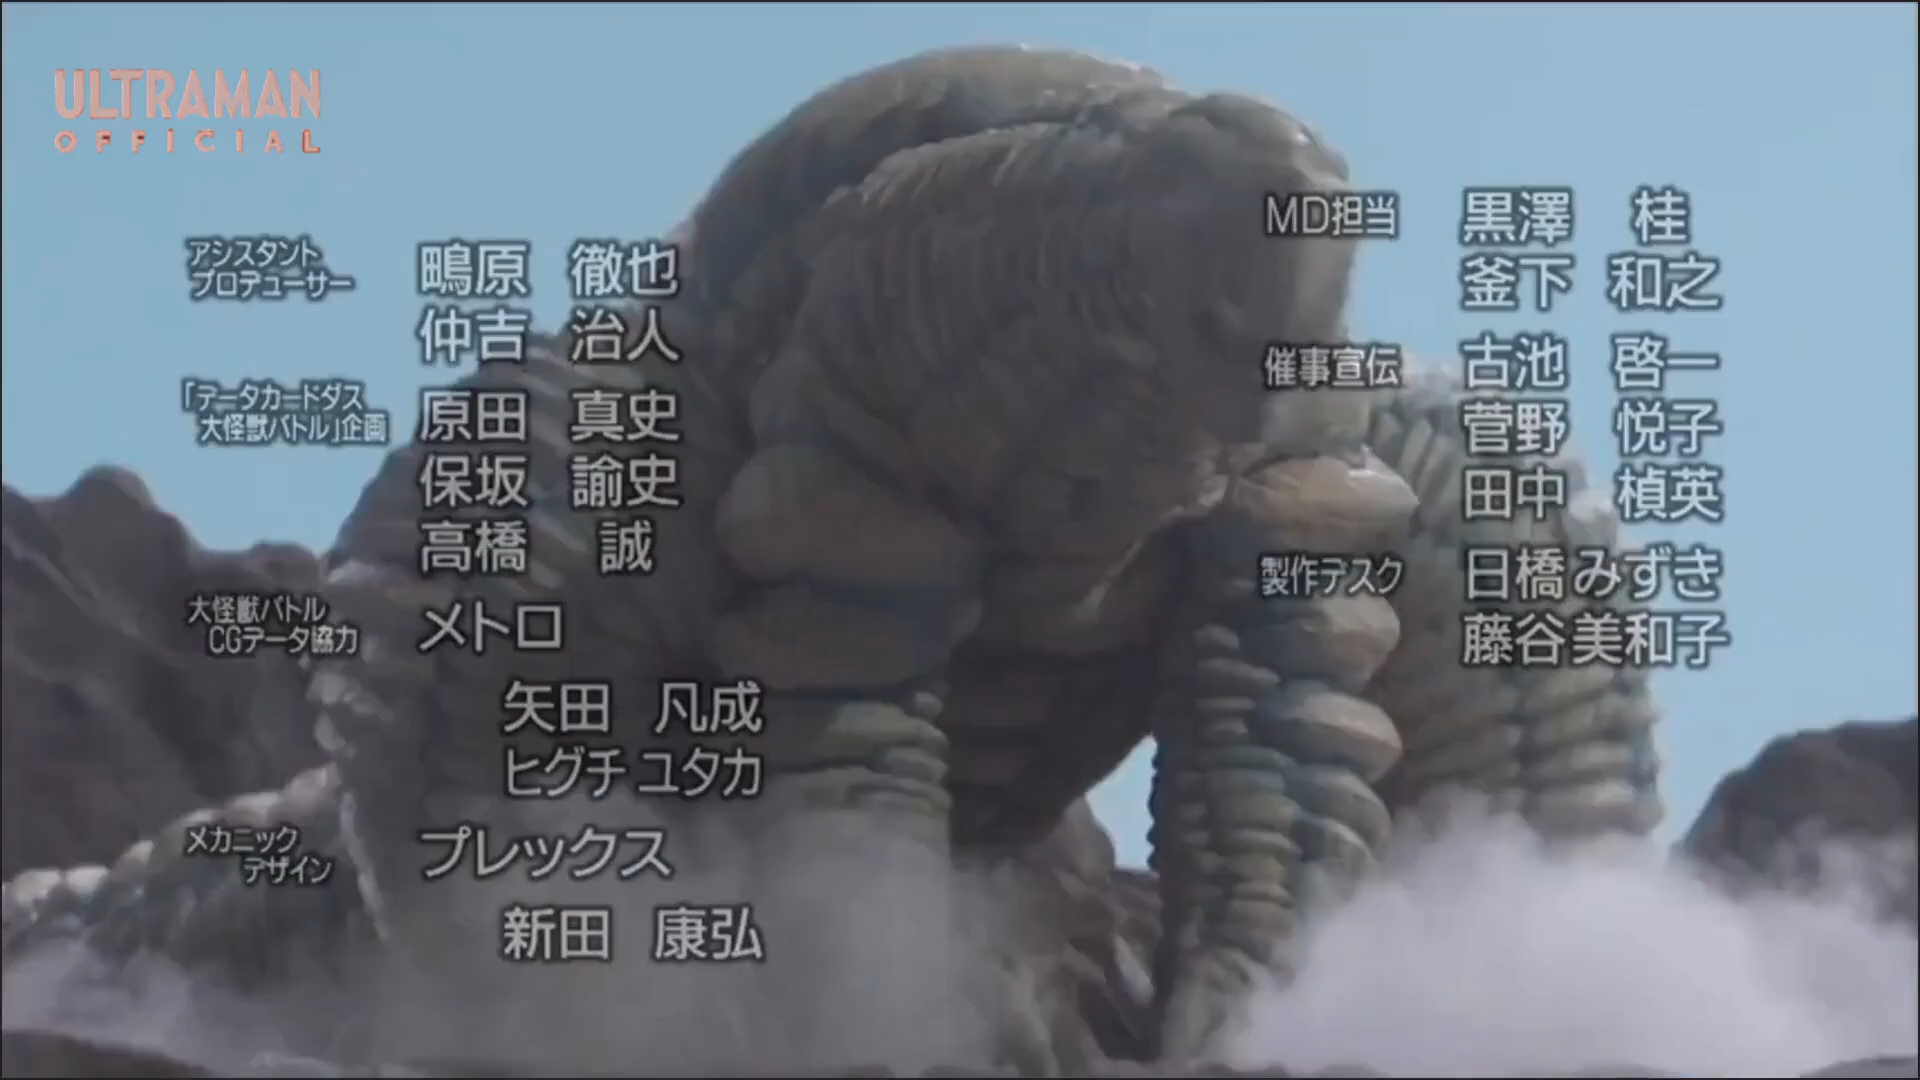 ULTRAMAN
OFFICIAL
アシスタント
プロデューサー
鴫原 徹也
仲吉 治人
「データカードダス
大怪獣バトル」企画
原田 真史
保坂 諭史
高橋 誠
大怪獣バトル
CGデータ協力
メトロ
矢田 凡成
ヒグチ ユタカ
メカニック
デザイン
プレックス
新田 康弘
MD担当
黒澤 桂
釜下 和之
催事宣伝
古池 啓一
菅野 悦子
田中 槙英
製作デスク
日橋みずき
藤谷美和子